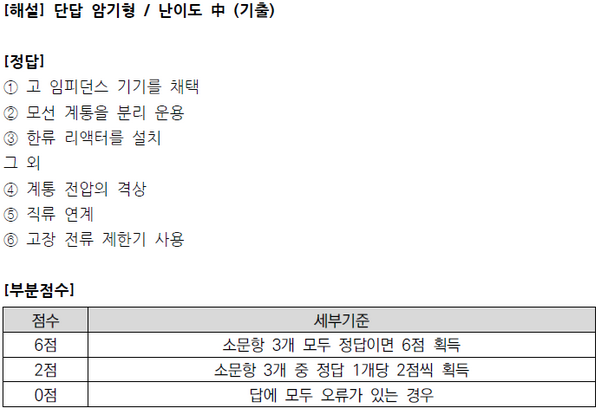 [해설] 단답 암기형 / 난이도 中 (기출)
[정답]
① 고 임피던스 기기를 채택
② 모선 계통을 분리 운용
③ 한류 리액터를 설치
그 외
④ 계통 전압의 격상
⑤ 직류 연계
⑥ 고장 전류 제한기 사용
[부분점수]
점수 세부기준
6점 소문항 3개 모두 정답이면 6점 획득
2점 소문항 3개 중 정답 1개당 2점씩 획득
0점 답에 모두 오류가 있는 경우